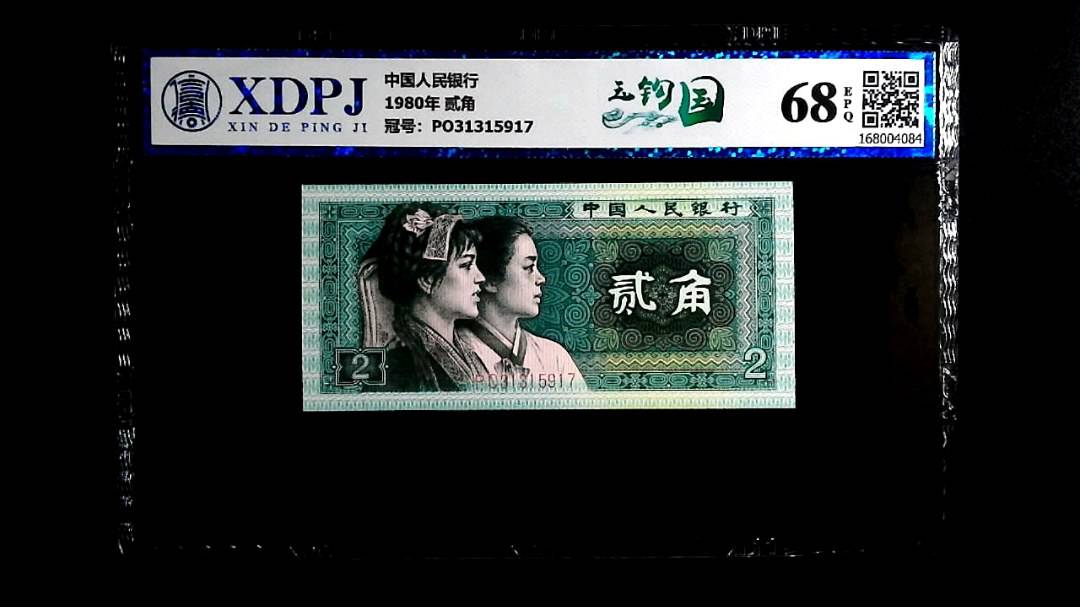 XDPJ
XIN DE PING JI
中国人民银行
1980年 贰角
冠号：PO31315917
玉钩国
68
EPQ
168004084
中国人民银行
贰角
2
2
PO31315917